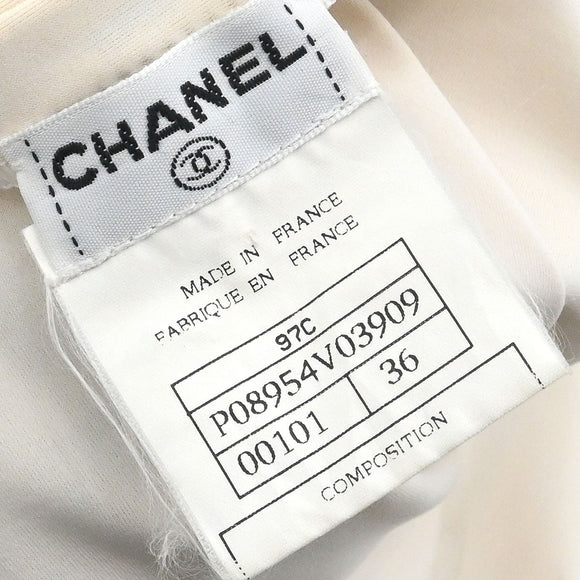 CHANEL
MADE IN FRANCE
FABRIQUE EN FRANCE
97C
P08954V03909
00101 36
COMPOSITION